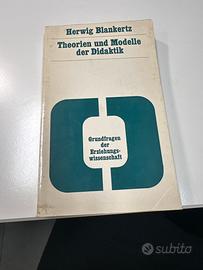 Herwig Blankertz
Theorien und Modelle
der Didaktik
Grundfragen
der
Erziehungs-
wissenschaft
subito